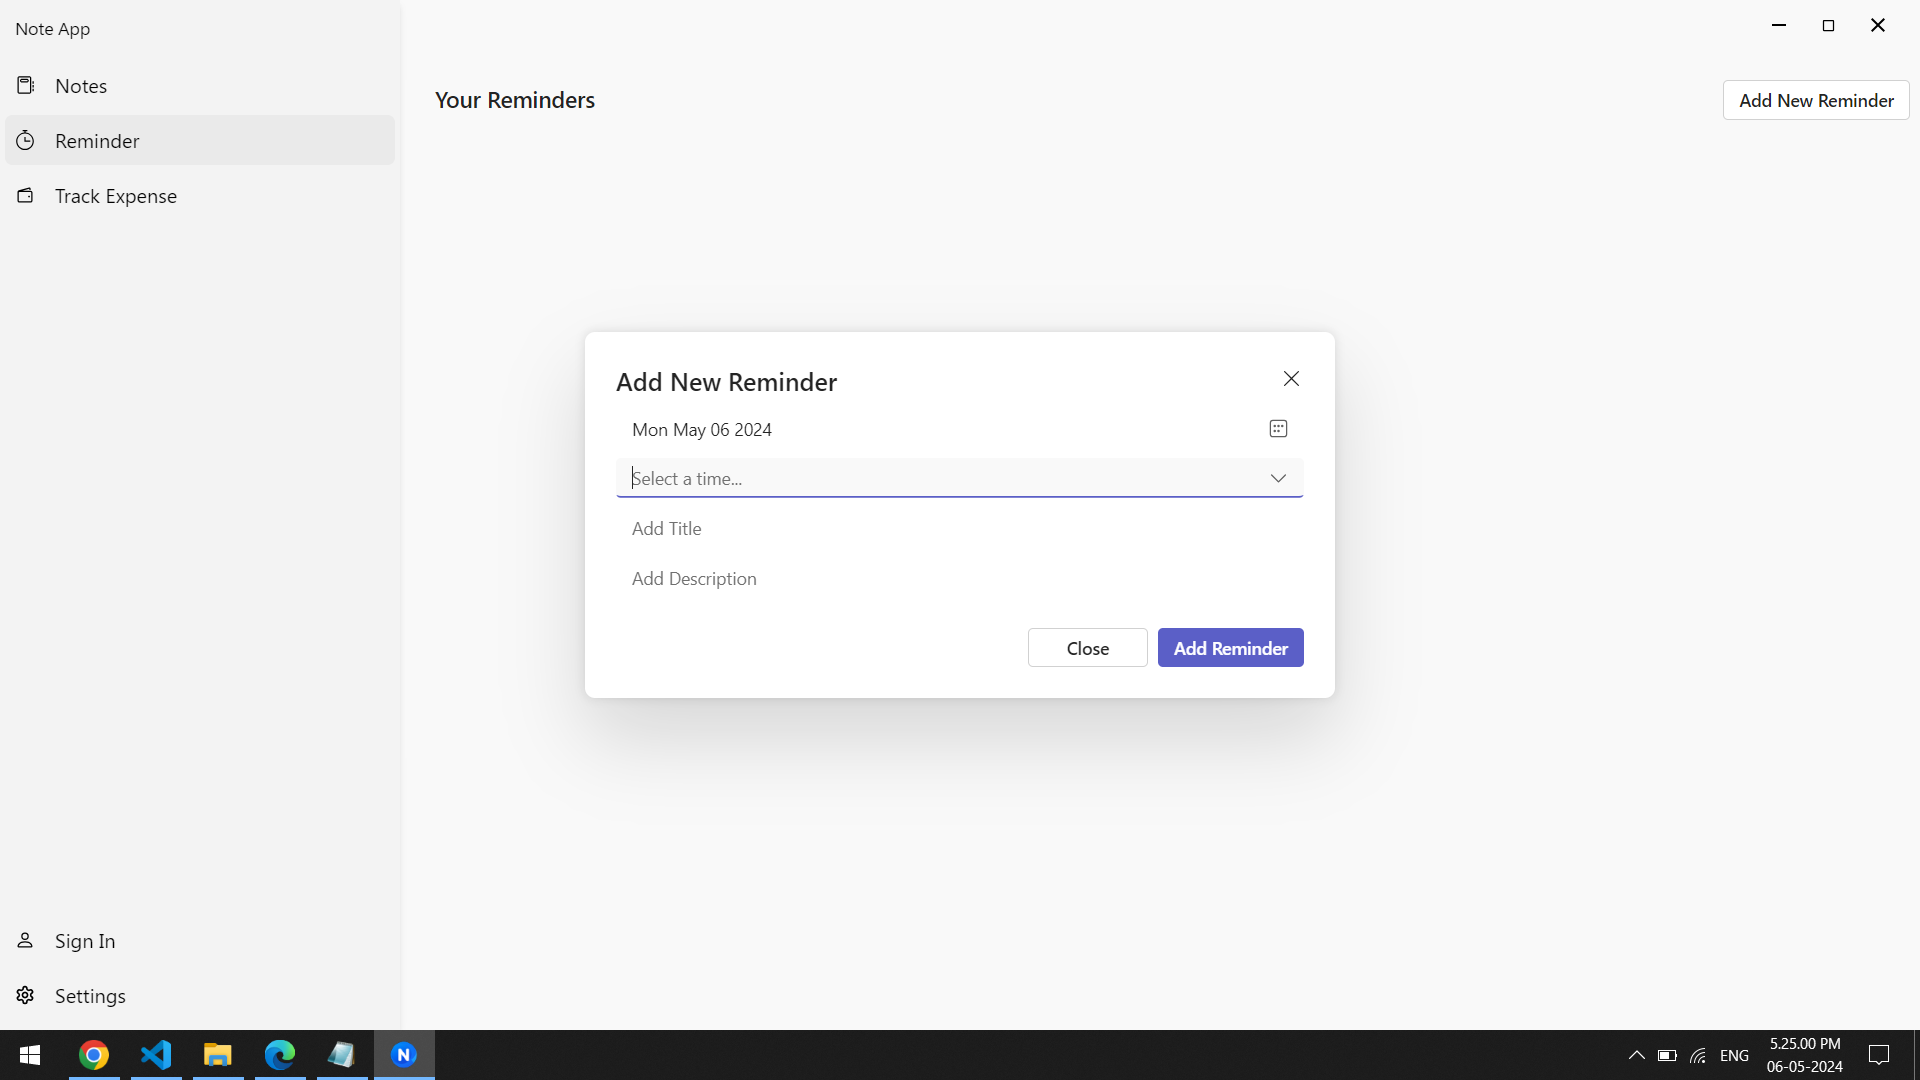 Note App
Notes
Reminder
Track Expense
Sign In
Settings
Your Reminders
Add New Reminder
Add New Reminder
Mon May 06 2024
Select a time...
Add Title
Add Description
Close
Add Reminder
N
ENG
5.25.00 PM
06-05-2024